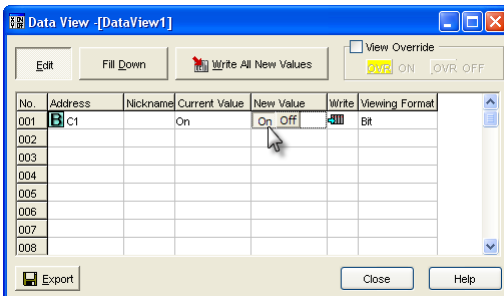 Data View -[DataView1]
Edit Fill Down Write All New Values View Override
OVR ON OVR OFF
No. Address Nickname Current Value New Value Write Viewing Format
001 B C1 On On Off Bit
002
003
004
005
006
007
008
Export Close Help